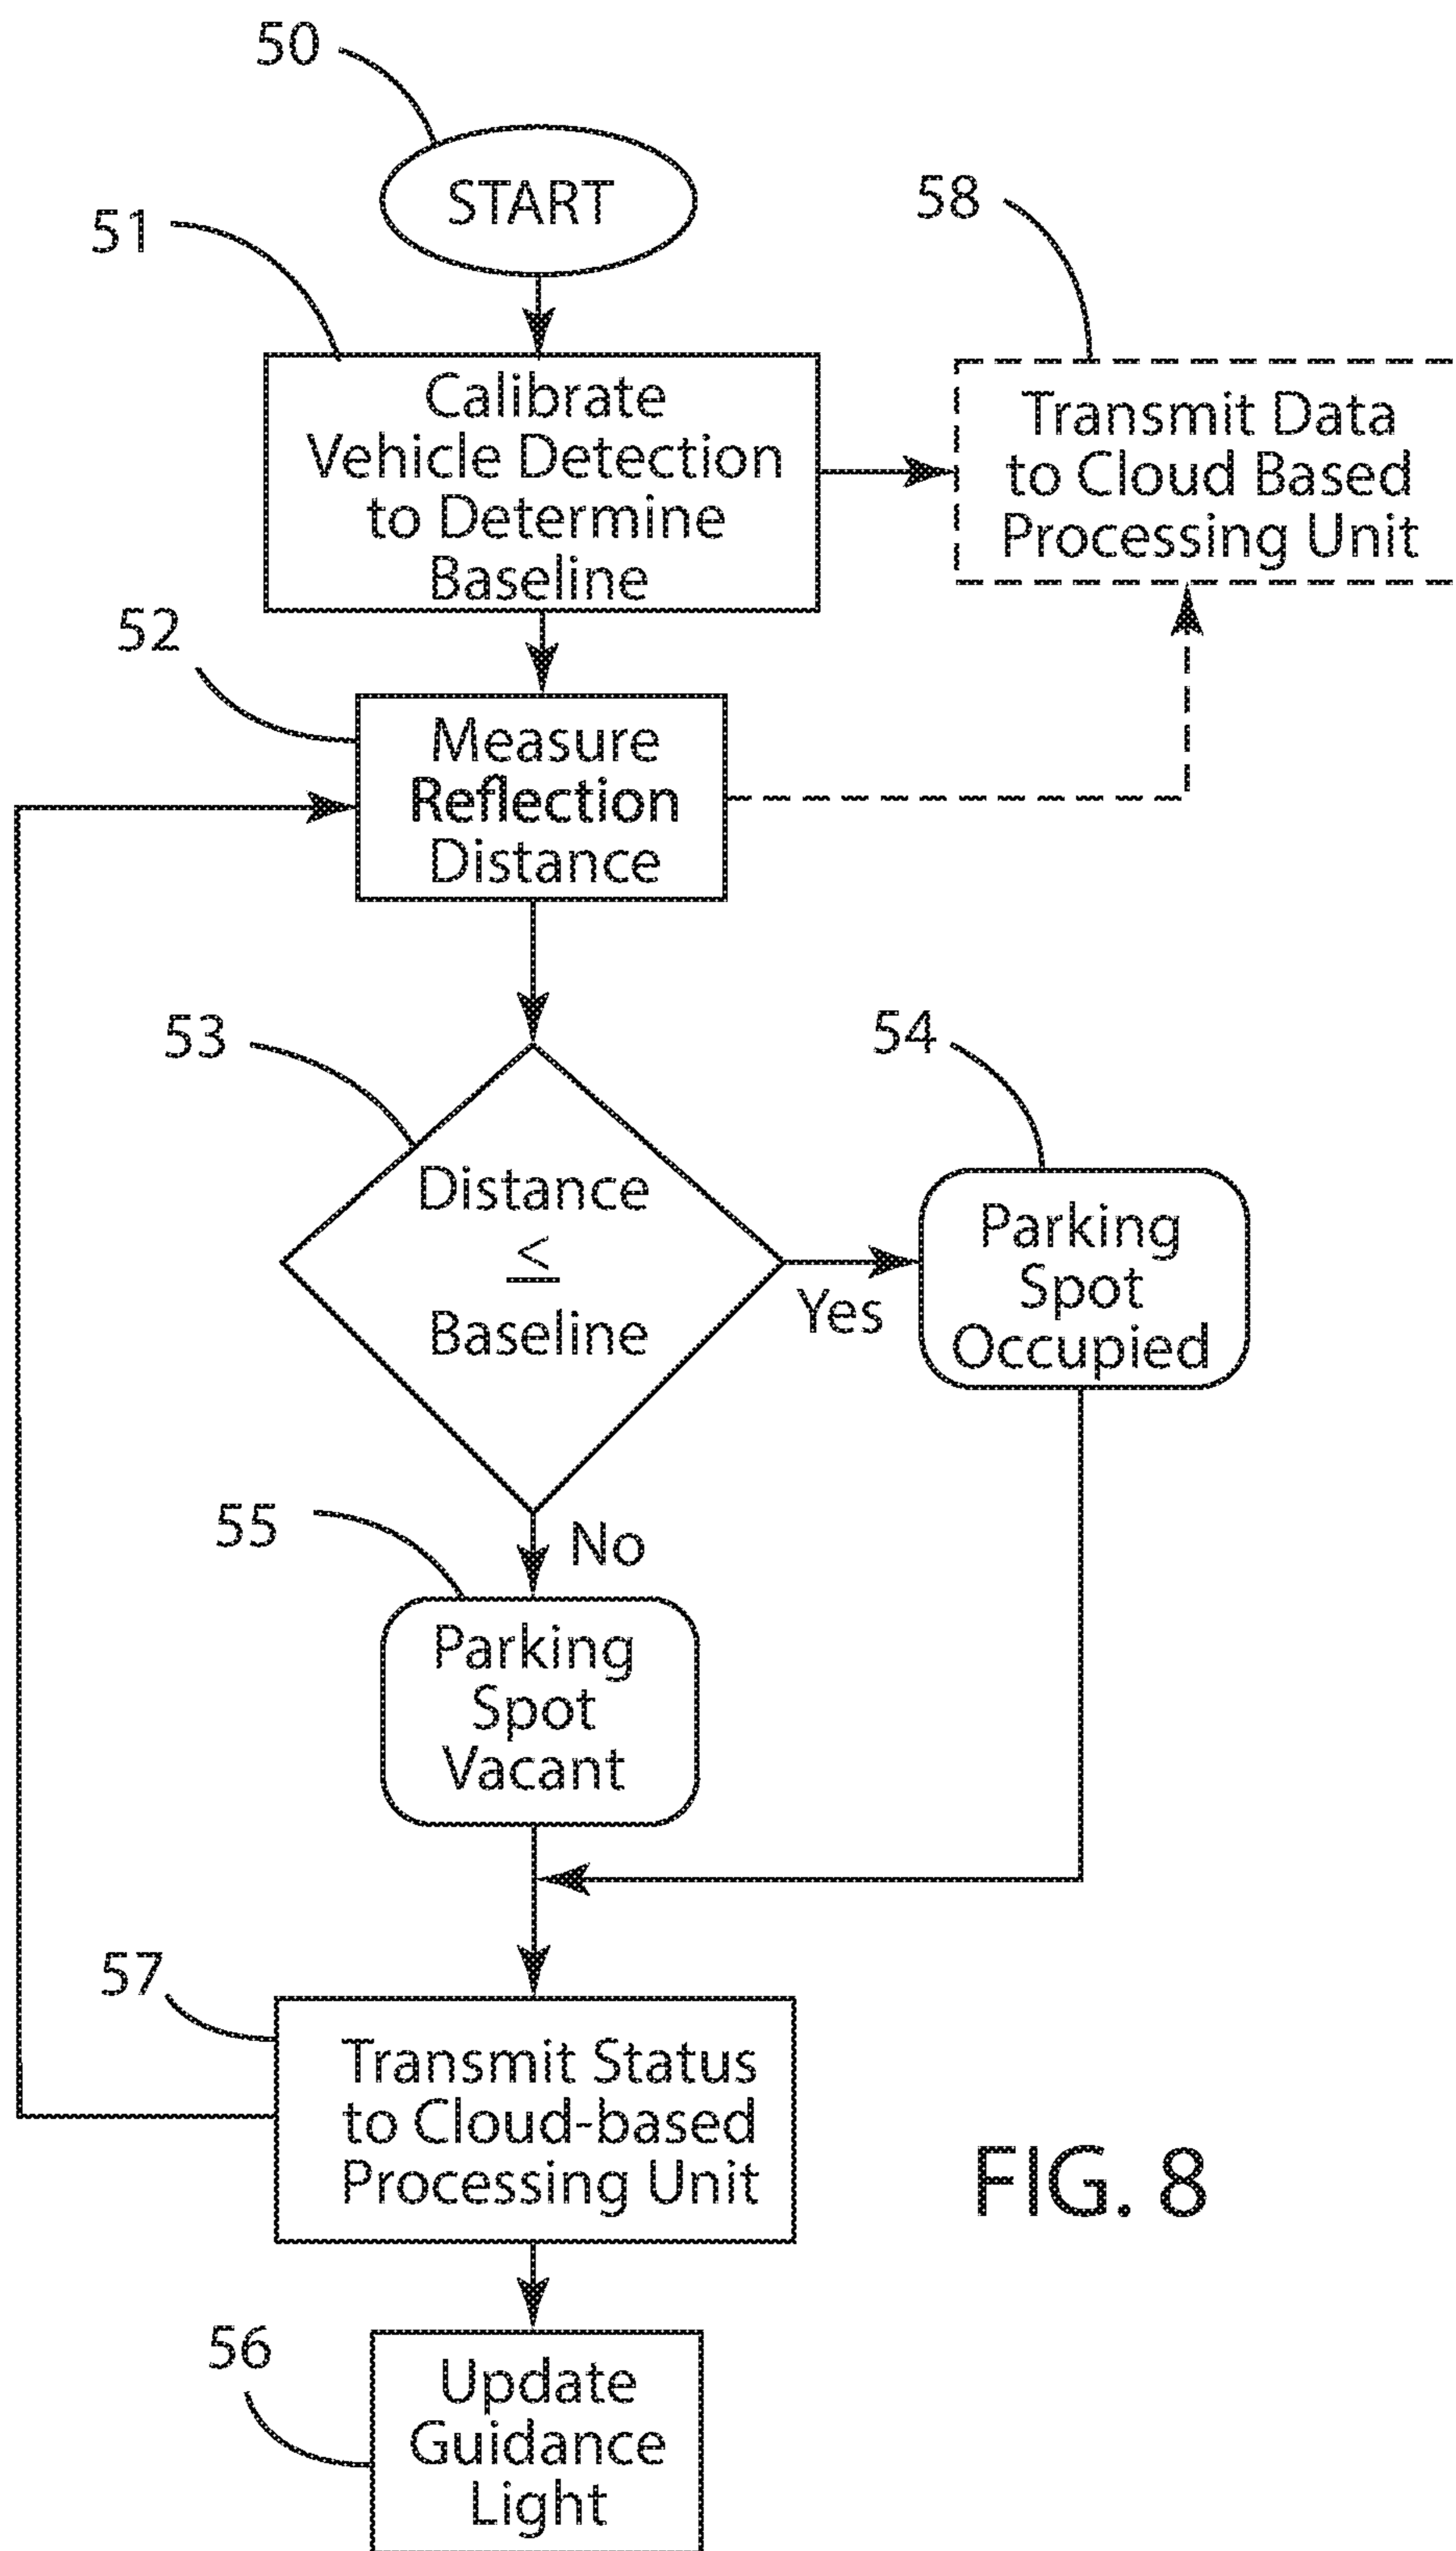 50
START
51
58
Calibrate
Vehicle Detection
to Determine
Baseline
Transmit Data
to Cloud Based
Processing Unit
52
Measure
Reflection
Distance
53
54
Distance
≤
Baseline
Yes
Parking
Spot
Occupied
55
No
Parking
Spot
Vacant
57
Transmit Status
to Cloud-based
Processing Unit
FIG. 8
56
Update
Guidance
Light